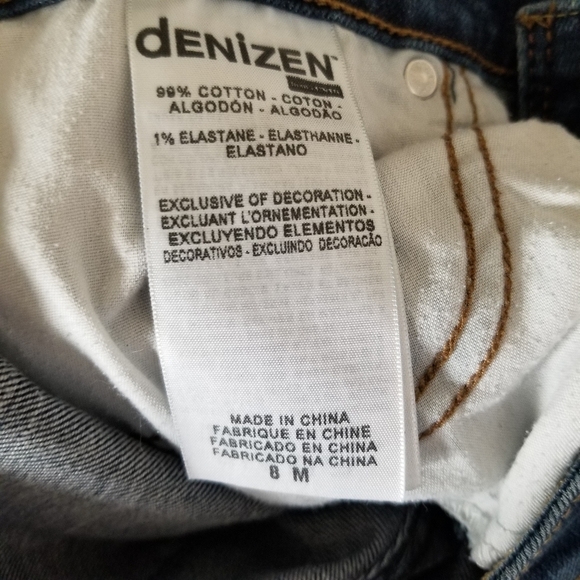 dENiZEN™
99% COTTON - COTON -
ALGODÓN - ALGODÃO
1% ELASTANE - ELASTHANNE -
ELASTANO
EXCLUSIVE OF DECORATION -
EXCLUANT L'ORNEMENTATION -
EXCLUYENDO ELEMENTOS
DECORATIVOS - EXCLUINDO DECORAÇÃO
MADE IN CHINA
FABRIQUE EN CHINE
FABRICADO EN CHINA
FABRICADO NA CHINA
8 M